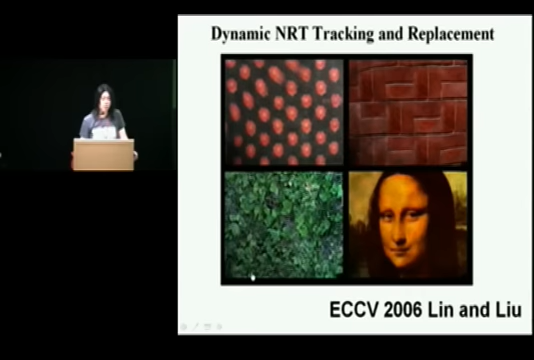 Dynamic NRT Tracking and Replacement
ECCV 2006 Lin and Liu